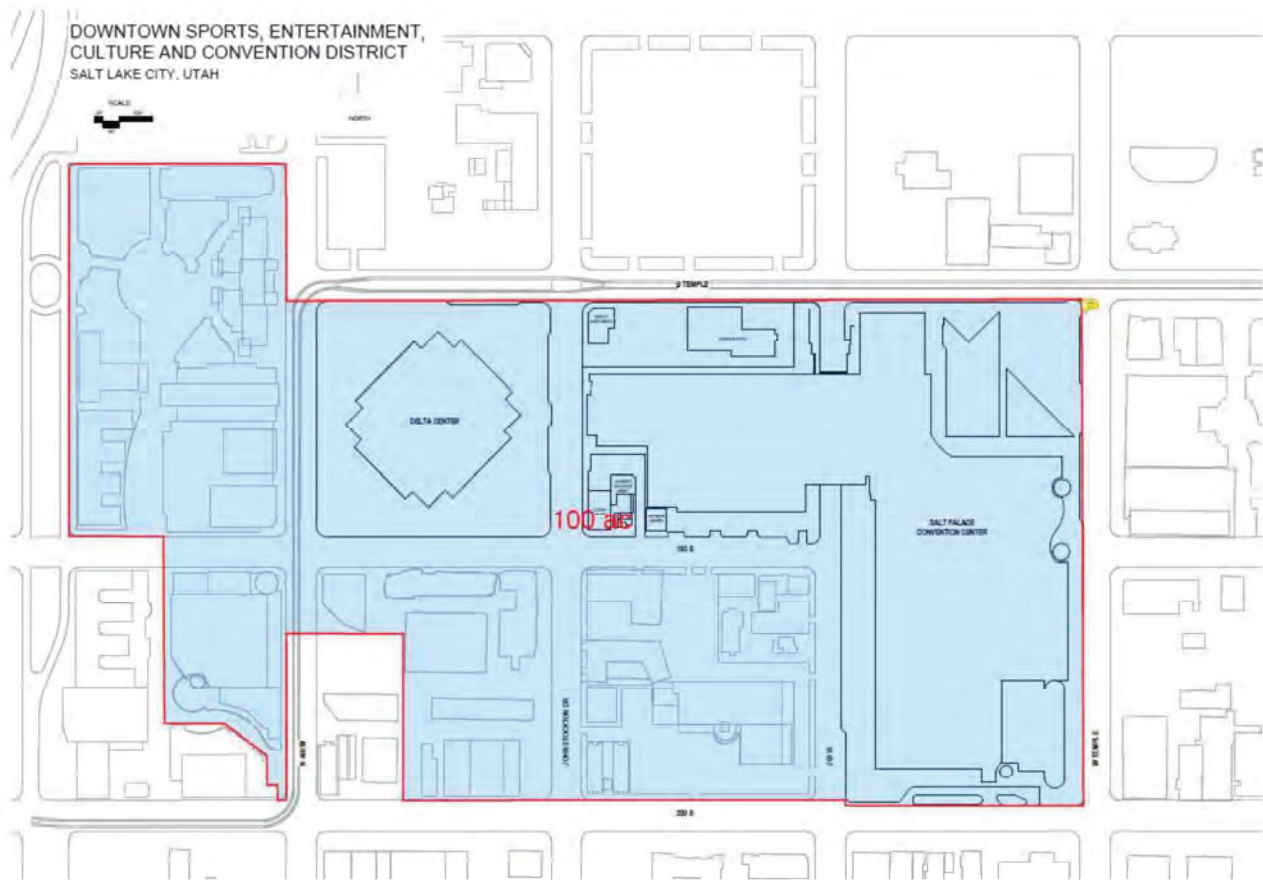 DOWNTOWN SPORTS, ENTERTAINMENT,
CULTURE AND CONVENTION DISTRICT
SALT LAKE CITY, UTAH
SCALE
NORTH
S TEMPLE
DELTA CENTER
100 ac
SALT PALACE
CONVENTION CENTER
100 S
JOHN STOCKTON DR
W TEMPLE
200 S